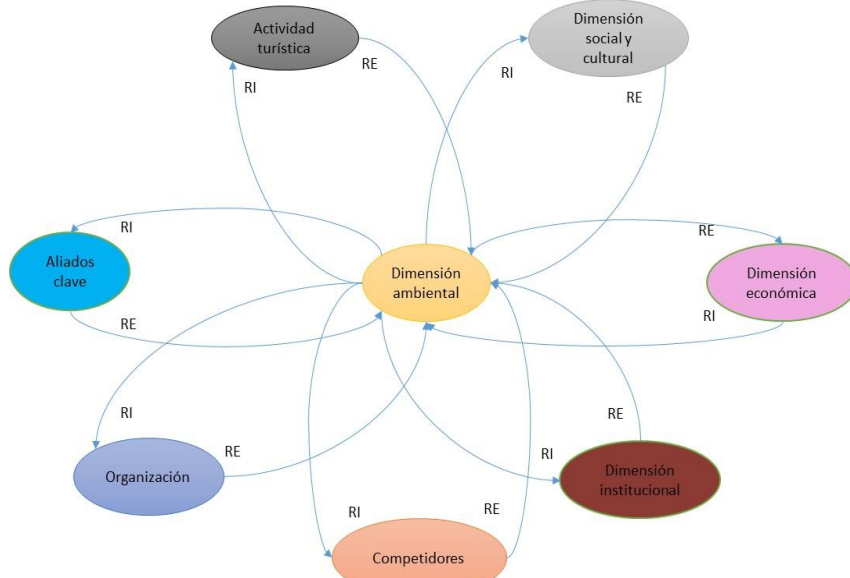 Actividad
turística
Dimensión
social y
cultural
RE
RI
RI
RE
RI
RE
Aliados
clave
Dimensión
ambiental
Dimensión
económica
RE
RI
RI
RE
Organización
RE
RI
Dimensión
institucional
RI
RE
Competidores